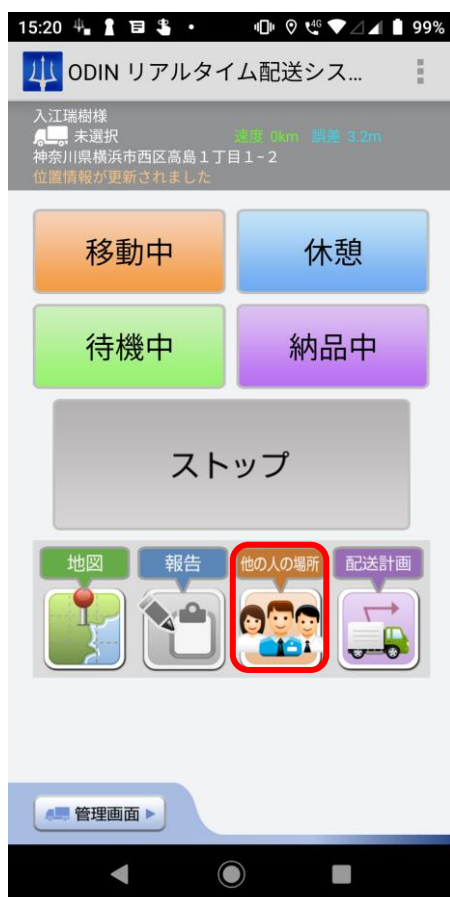 15:20
4G
99%
ODIN リアルタイム配送シス...
入江瑞樹様
未選択 速度 0km 誤差 3.2m
神奈川県横浜市西区高島１丁目１−２
位置情報が更新されました
移動中 休憩
待機中 納品中
ストップ
地図 報告 他の人の場所 配送計画
管理画面